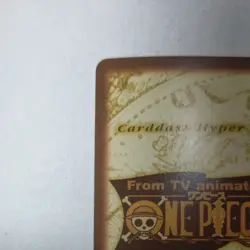 Carddass Hyper
From TV animat
ワンピース
ONE PIEC